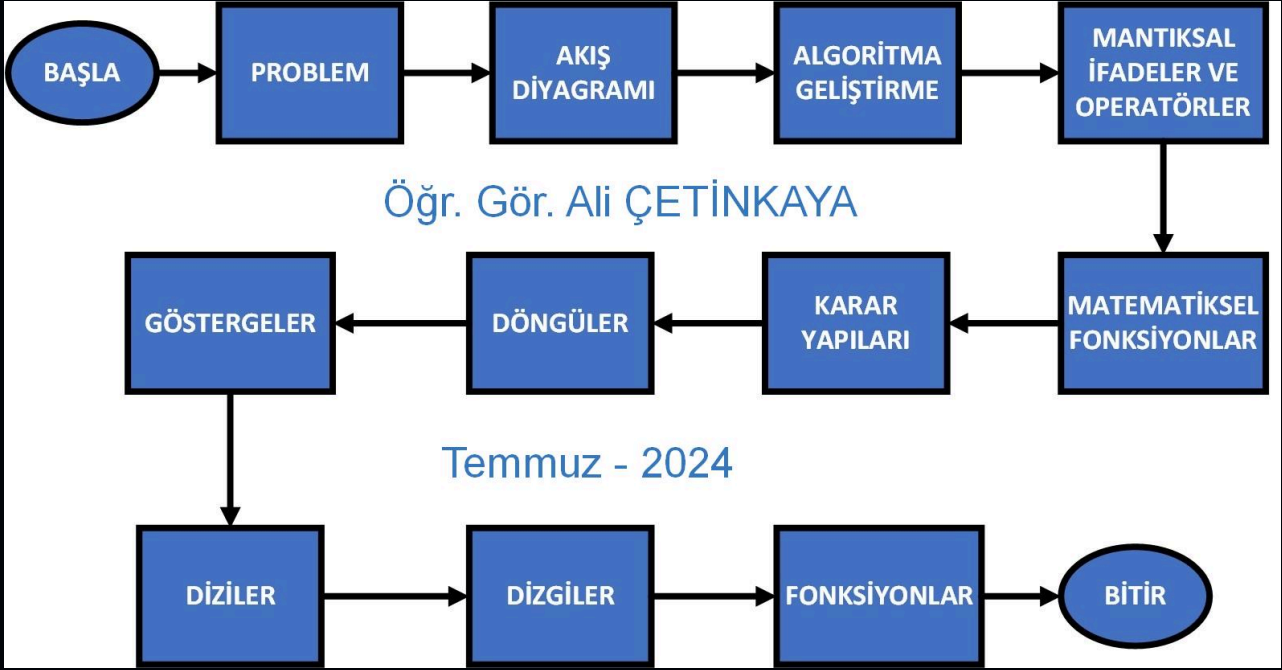 BAŞLA
PROBLEM
AKIŞ
DİYAGRAMI
ALGORİTMA
GELİŞTİRME
MANTIKSAL
İFADELER VE
OPERATÖRLER
Öğr. Gör. Ali ÇETİNKAYA
GÖSTERGELER
DÖNGÜLER
KARAR
YAPILARI
MATEMATİKSEL
FONKSİYONLAR
Temmuz - 2024
DİZİLER
DİZGİLER
FONKSİYONLAR
BİTİR